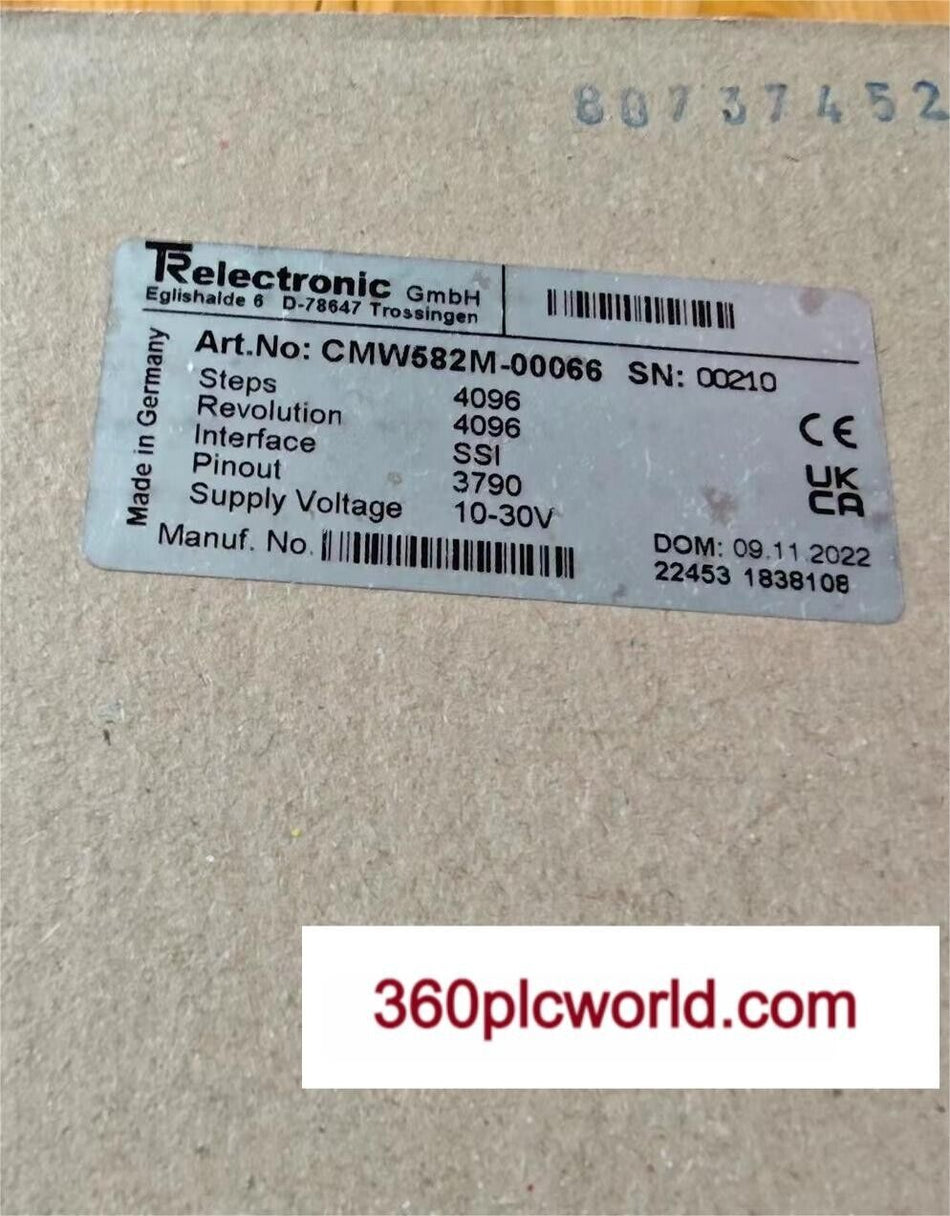 80737452
TRelectronic GmbH
Eglishalde 6 D-78647 Trossingen
Made in Germany
Art.No: CMW582M-00066 SN: 00210
Steps 4096
Revolution 4096
Interface SSI
Pinout 3790
Supply Voltage 10-30V
CE
UK
CA
Manuf. No.
DOM: 09.11.2022
22453 1838108
360plcworld.com